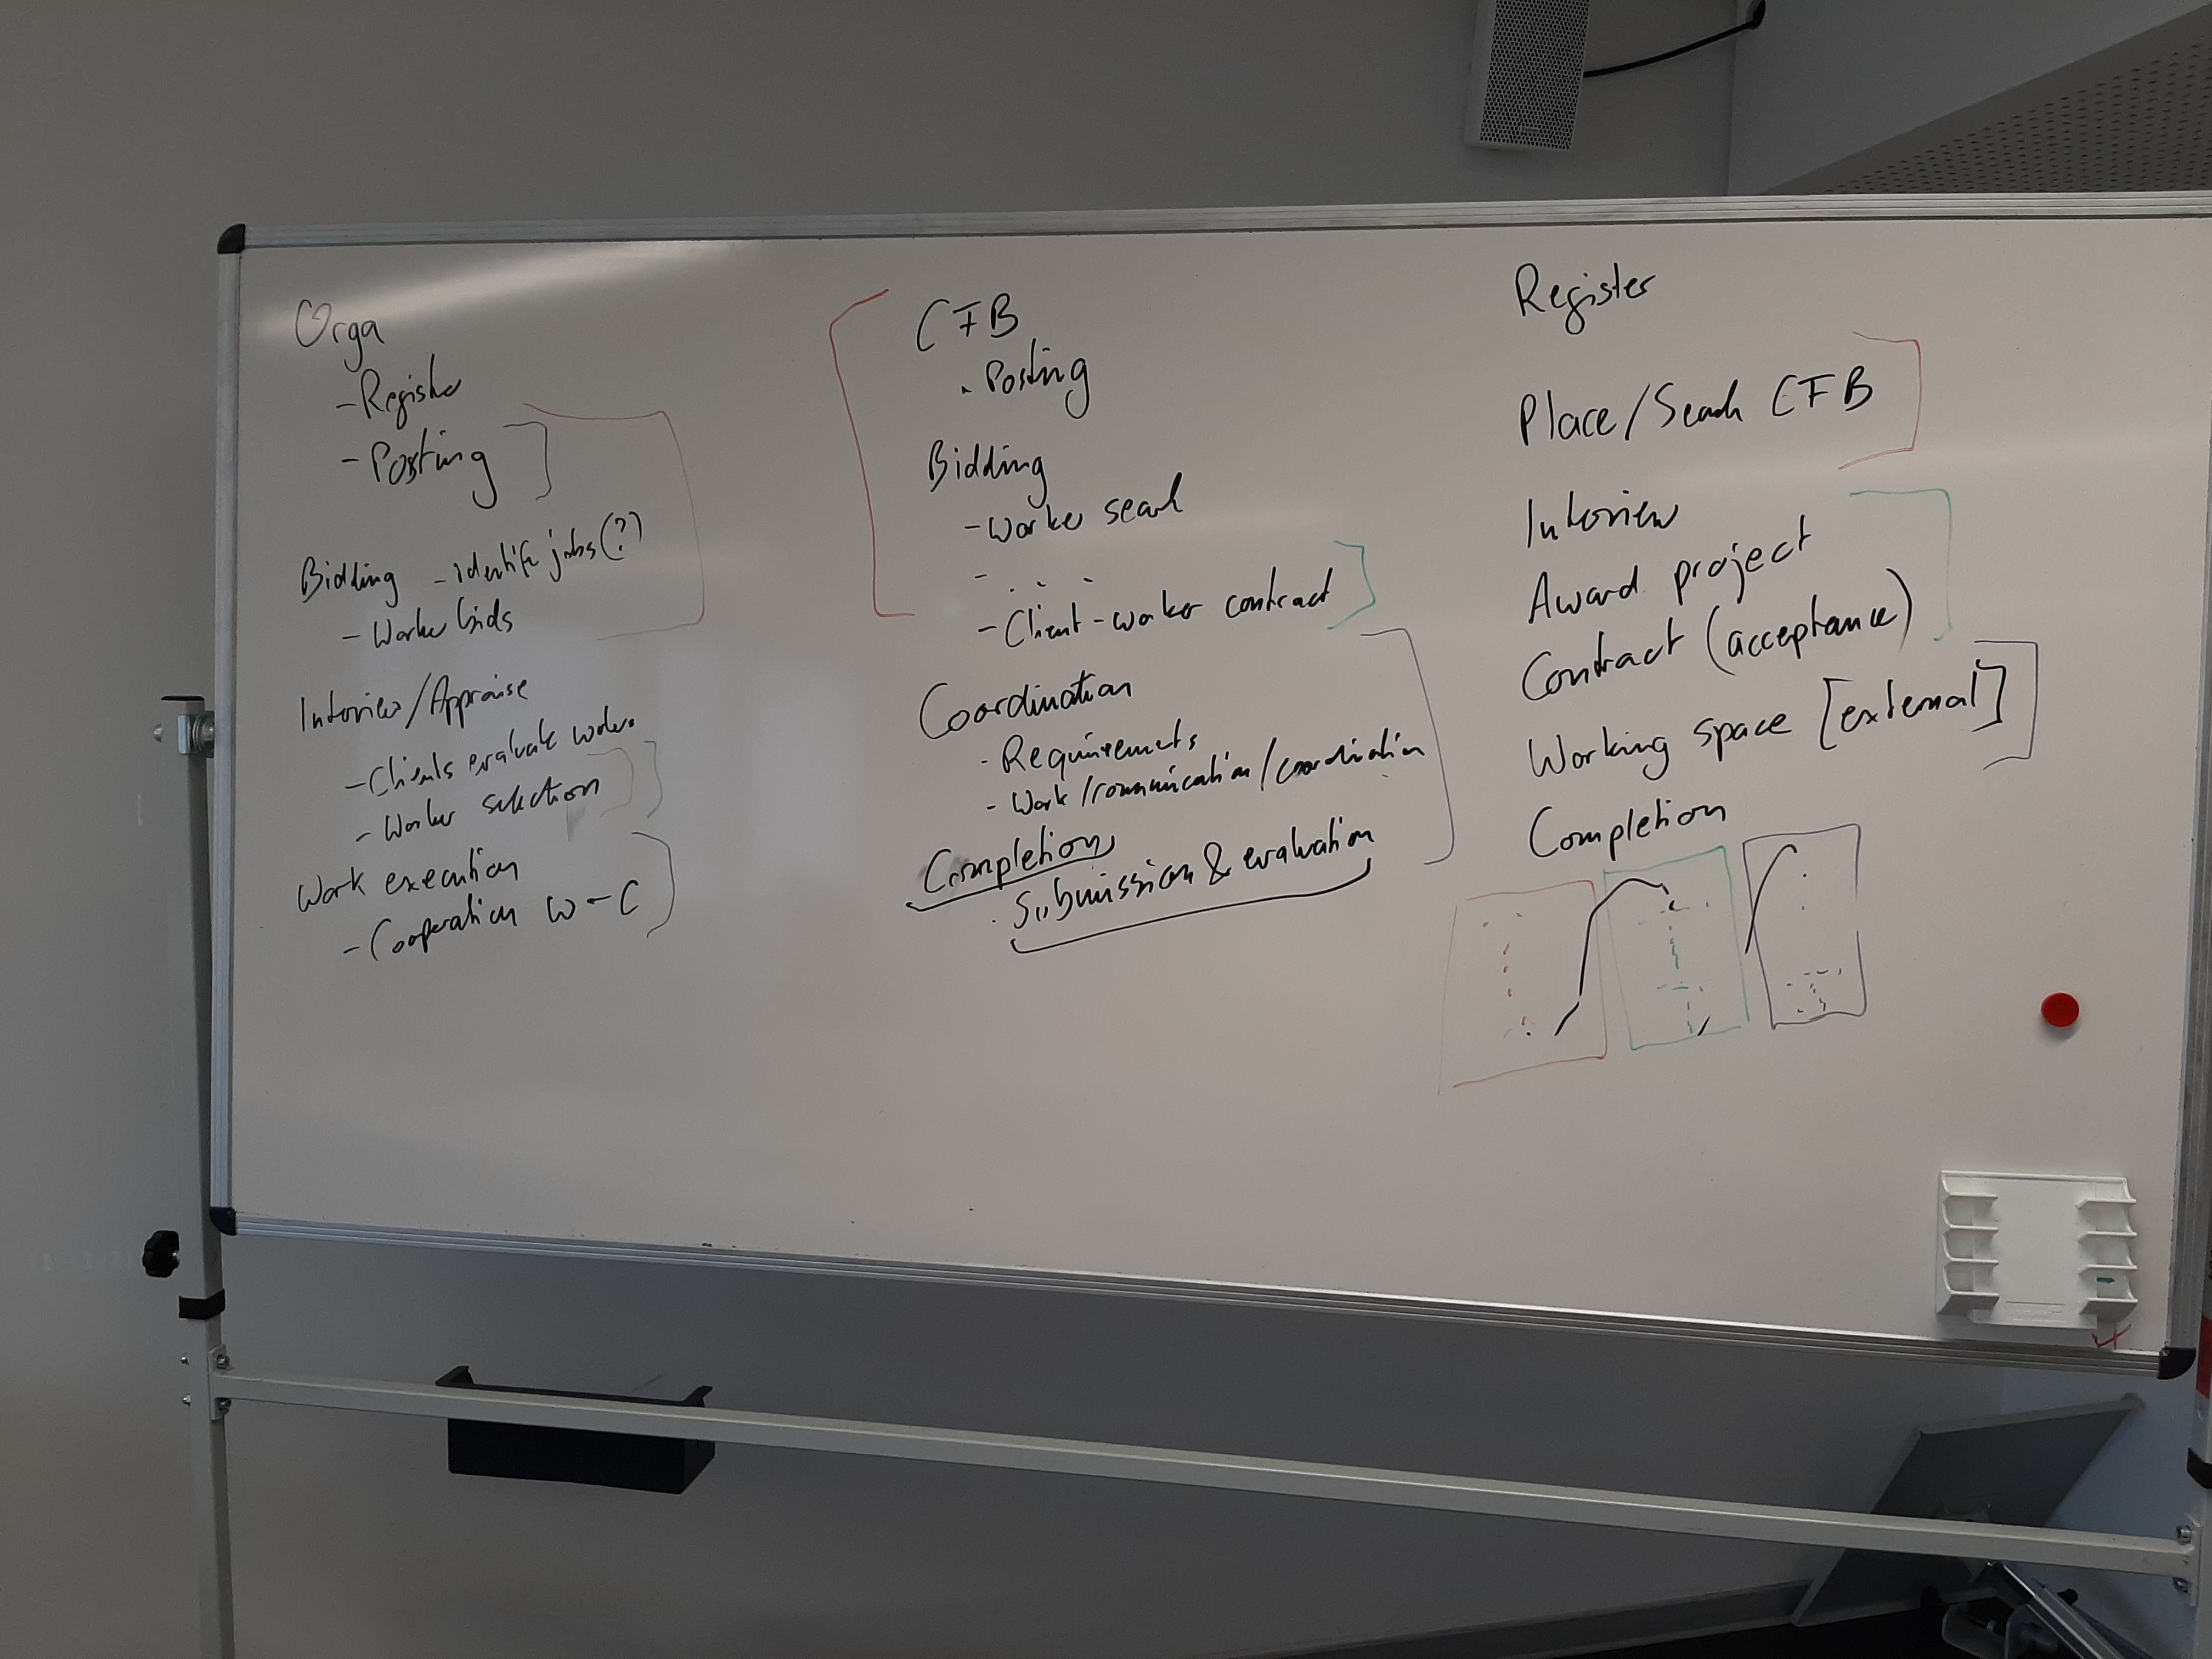 Orga
- Register
- Posting
Bidding - identify jobs (?)
- Worker bids
Interview/Appraise
- Clients evaluate workers
- Worker selection
Work execution
- Cooperation W-C
CFB
- Posting
Bidding
- Worker search
- . . .
- Client-worker contract
Coordination
- Requirements
- Work/communication/coordination
Completion
- Submission & evaluation
Register
Place/Search CFB
Interview
Award project
Contract (acceptance)
Working space [external]
Completion